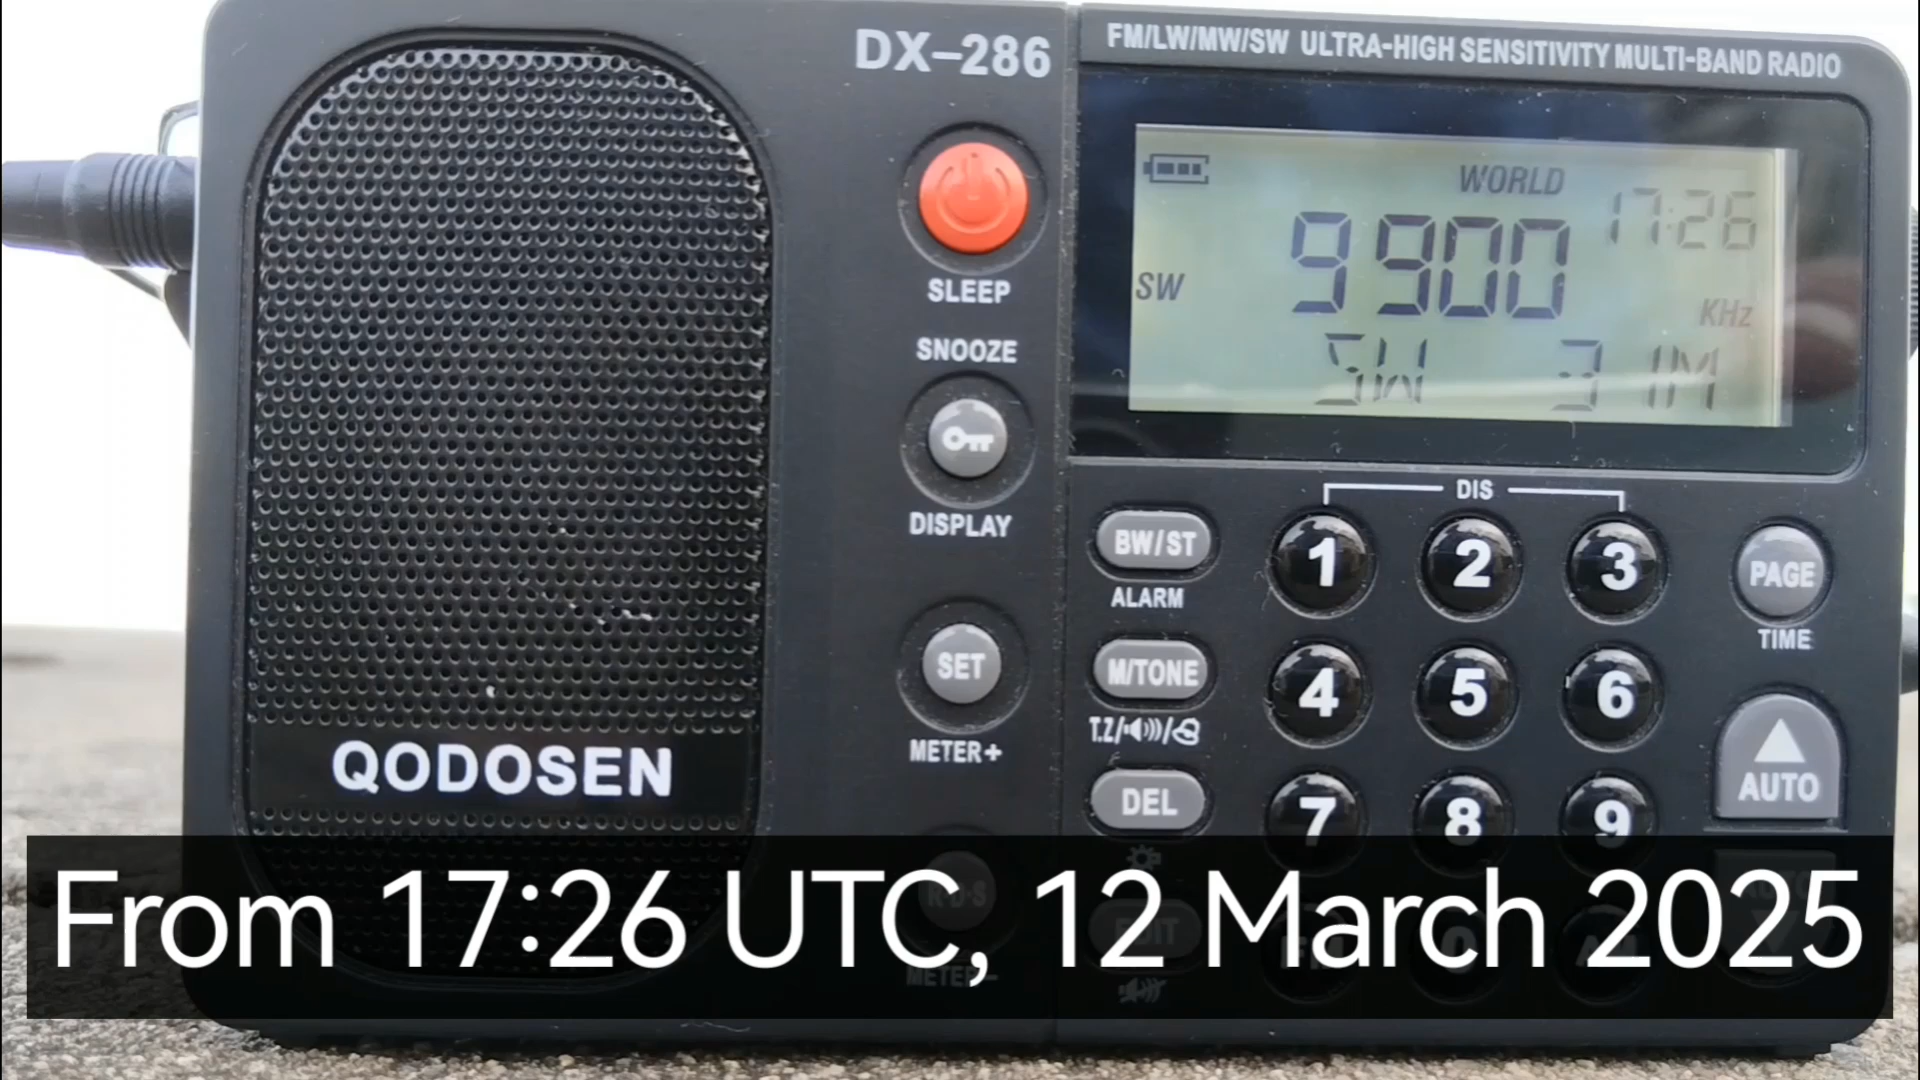 DX-286
FM/LW/MW/SW ULTRA-HIGH SENSITIVITY MULTI-BAND RADIO
WORLD
17:26
SW 9900 KHz
SW 31M
SLEEP
SNOOZE
DISPLAY
SET
METER+
DIS
BW/ST 1 2 3 PAGE
ALARM TIME
M/TONE 4 5 6
T.Z/
DEL 7 8 9 AUTO
QODOSEN
R·D·S
METER-
EDIT
From 17:26 UTC, 12 March 2025